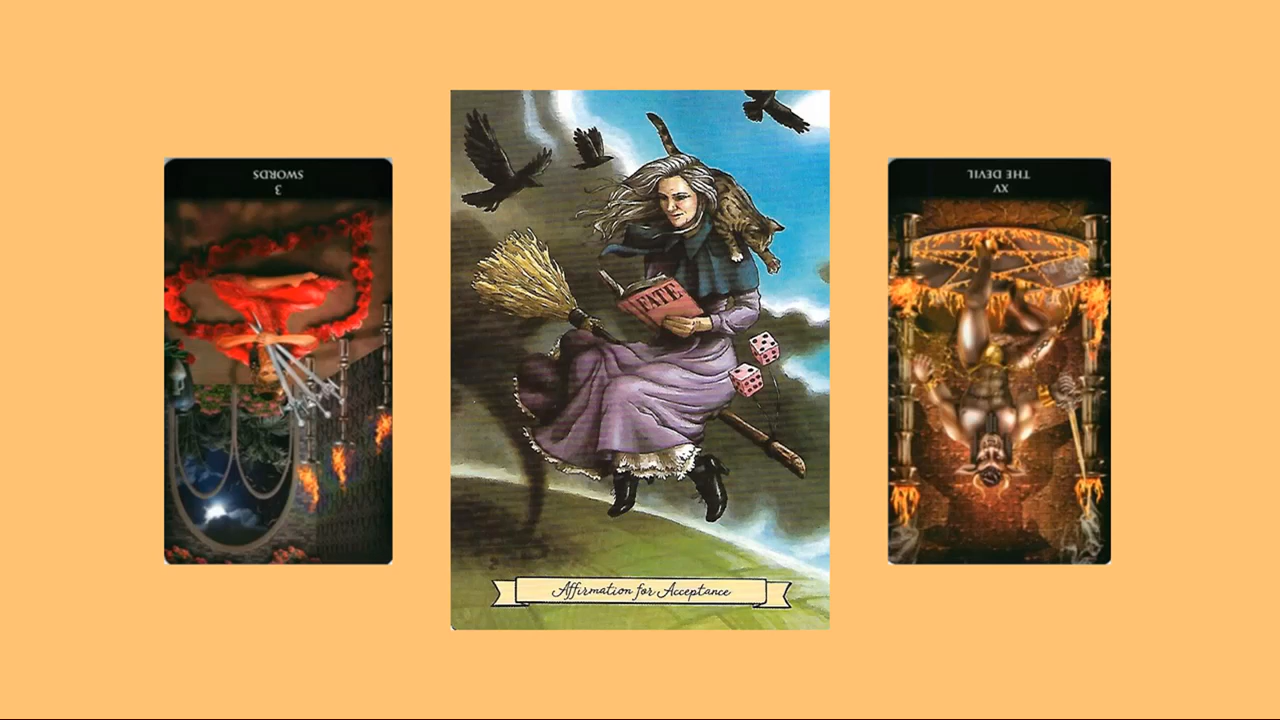 3
SWORDS
FATE
Affirmation for Acceptance
XV
THE DEVIL